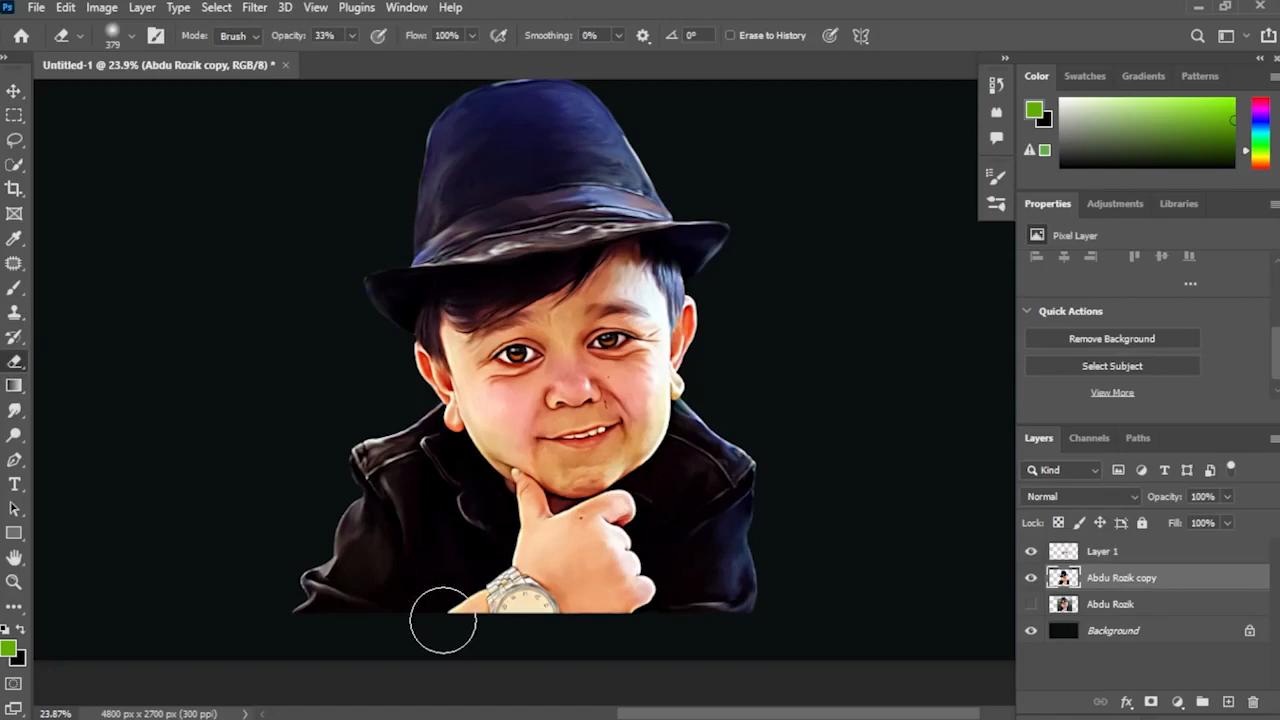 Ps File Edit Image Layer Type Select Filter 3D View Plugins Window Help
379 Mode: Brush Opacity: 33% Flow: 100% Smoothing: 0% 0° Erase to History
Untitled-1 @ 23.9% (Abdu Rozik copy, RGB/8) *
Color Swatches Gradients Patterns
Properties Adjustments Libraries
Pixel Layer
Quick Actions
Remove Background
Select Subject
View More
Layers Channels Paths
Kind
Normal Opacity: 100%
Lock: Fill: 100%
Layer 1
Abdu Rozik copy
Abdu Rozik
Background
23.87% 4800 px x 2700 px (300 ppi)